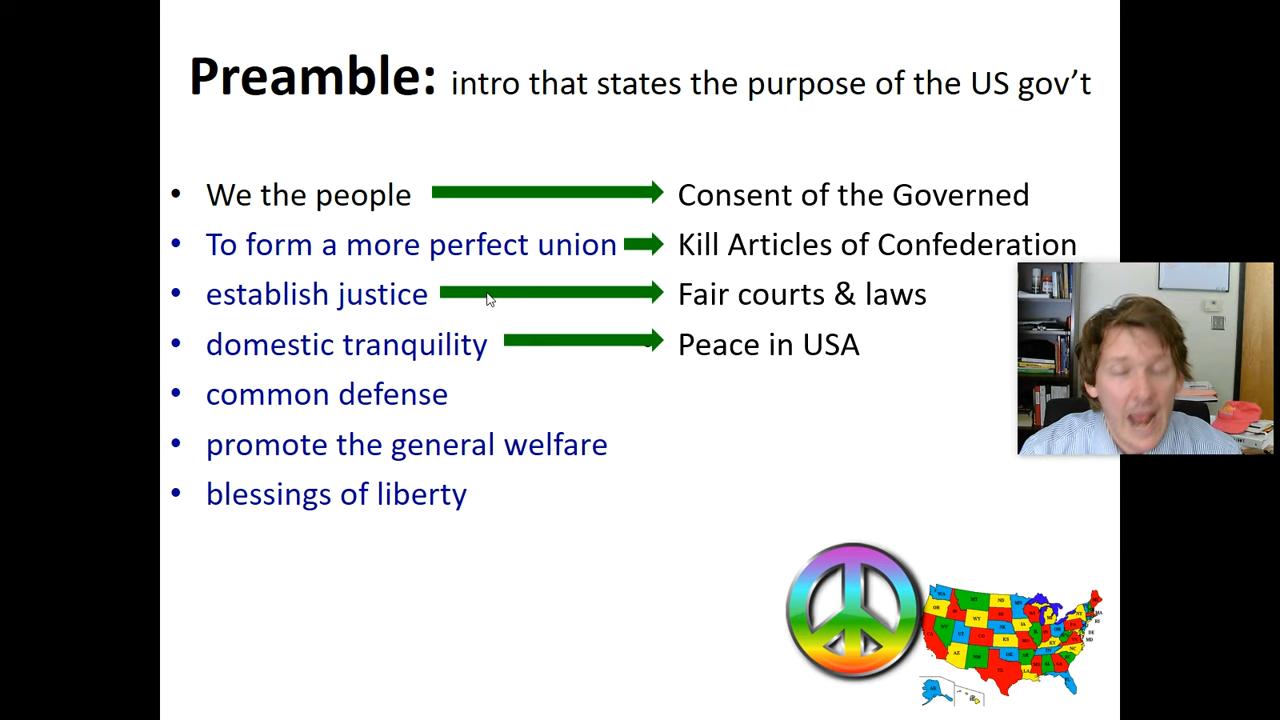 Preamble: intro that states the purpose of the US gov't
• We the people Consent of the Governed
• To form a more perfect union Kill Articles of Confederation
• establish justice Fair courts & laws
• domestic tranquility Peace in USA
• common defense
• promote the general welfare
• blessings of liberty